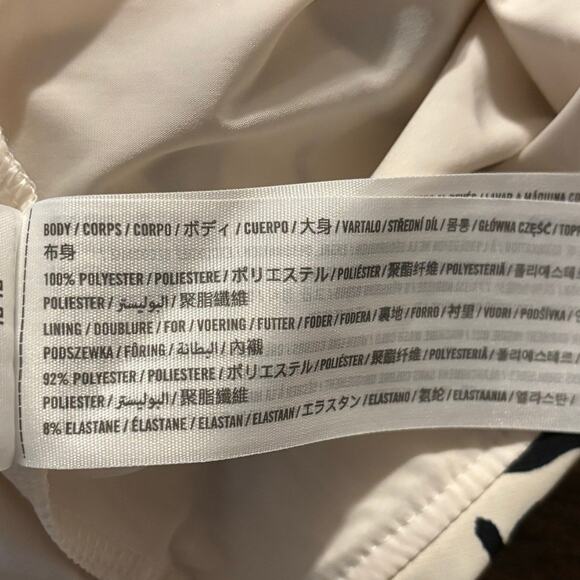 LAVAR A MÁQUINA
BODY / CORPS / CORPO / ボディ / CUERPO / 大身 / VARTALO / STŘEDNÍ DÍL / 몸통 / GŁÓWNA CZĘŚĆ / TOPP
布身
100% POLYESTER / POLIESTERE / ポリエステル / POLIÉSTER / 聚酯纤维 / POLYESTERIÄ / 폴리에스테르
POLIESTER / البوليستر / 聚脂纖維
LINING / DOUBLURE / FOR / VOERING / FUTTER / FODER / FODERA / 裏地 / FORRO / 衬里 / VUORI / PODŠÍVKA /
PODSZEWKA / FÔRING / البطانة / 內襯
92% POLYESTER / POLIESTERE / ポリエステル / POLIÉSTER / 聚酯纤维 / POLYESTERIÄ / 폴리에스테르 /
POLIESTER / البوليستر / 聚脂纖維
8% ELASTANE / ÉLASTANE / ELASTAN / ELASTAAN / エラスタン / ELASTANO / 氨纶 / ELASTAANIA / 엘라스탄 /